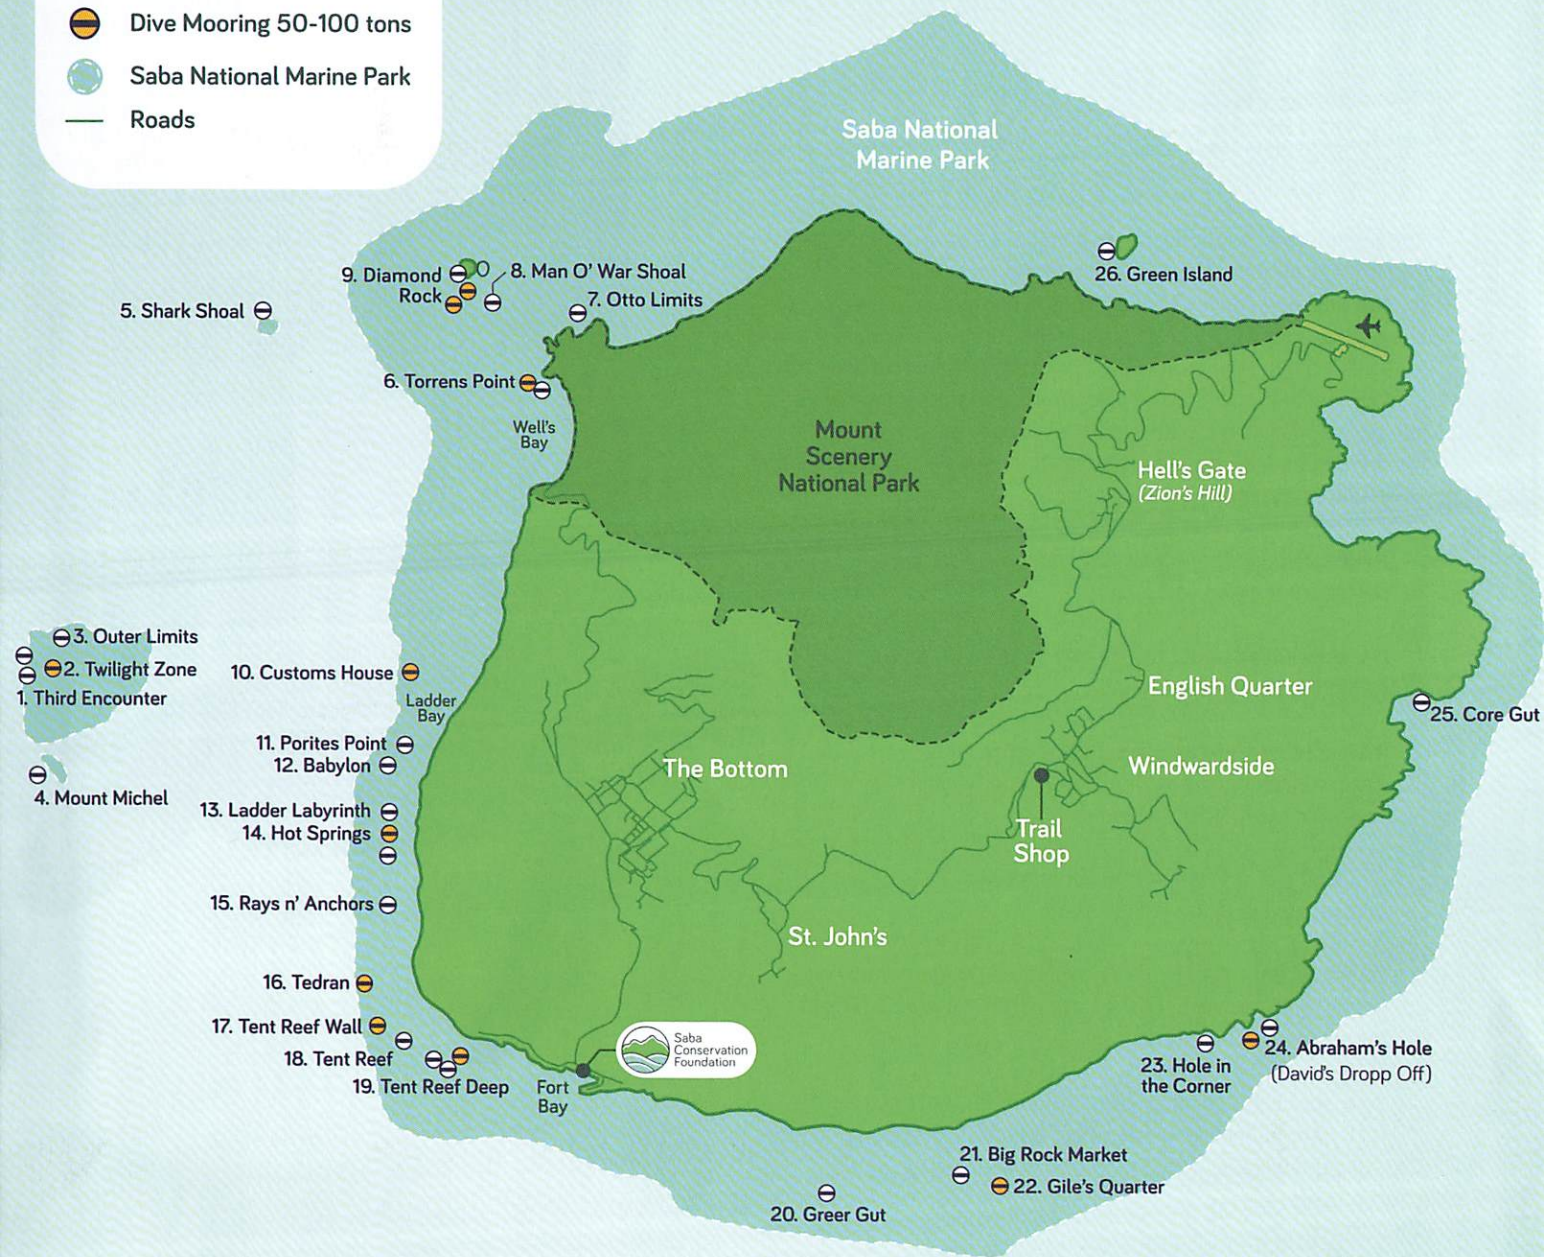 Dive Mooring 50-100 tons
Saba National Marine Park
Roads
Saba National
Marine Park
26. Green Island
9. Diamond
Rock
8. Man O' War Shoal
7. Otto Limits
5. Shark Shoal
6. Torrens Point
Well's
Bay
Mount
Scenery
National Park
Hell's Gate
(Zion's Hill)
3. Outer Limits
2. Twilight Zone
1. Third Encounter
4. Mount Michel
10. Customs House
Ladder
Bay
11. Porites Point
12. Babylon
13. Ladder Labyrinth
14. Hot Springs
15. Rays n' Anchors
16. Tedran
17. Tent Reef Wall
18. Tent Reef
19. Tent Reef Deep
The Bottom
English Quarter
Windwardside
Trail
Shop
St. John's
25. Core Gut
Saba
Conservation
Foundation
Fort
Bay
23. Hole in
the Corner
24. Abraham's Hole
(David's Dropp Off)
21. Big Rock Market
22. Gile's Quarter
20. Greer Gut